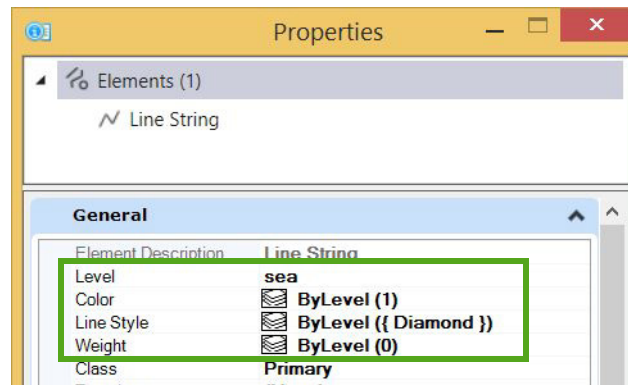 Properties
Elements (1)
Line String
General
Element Description Line String
Level sea
Color ByLevel (1)
Line Style ByLevel ({ Diamond })
Weight ByLevel (0)
Class Primary